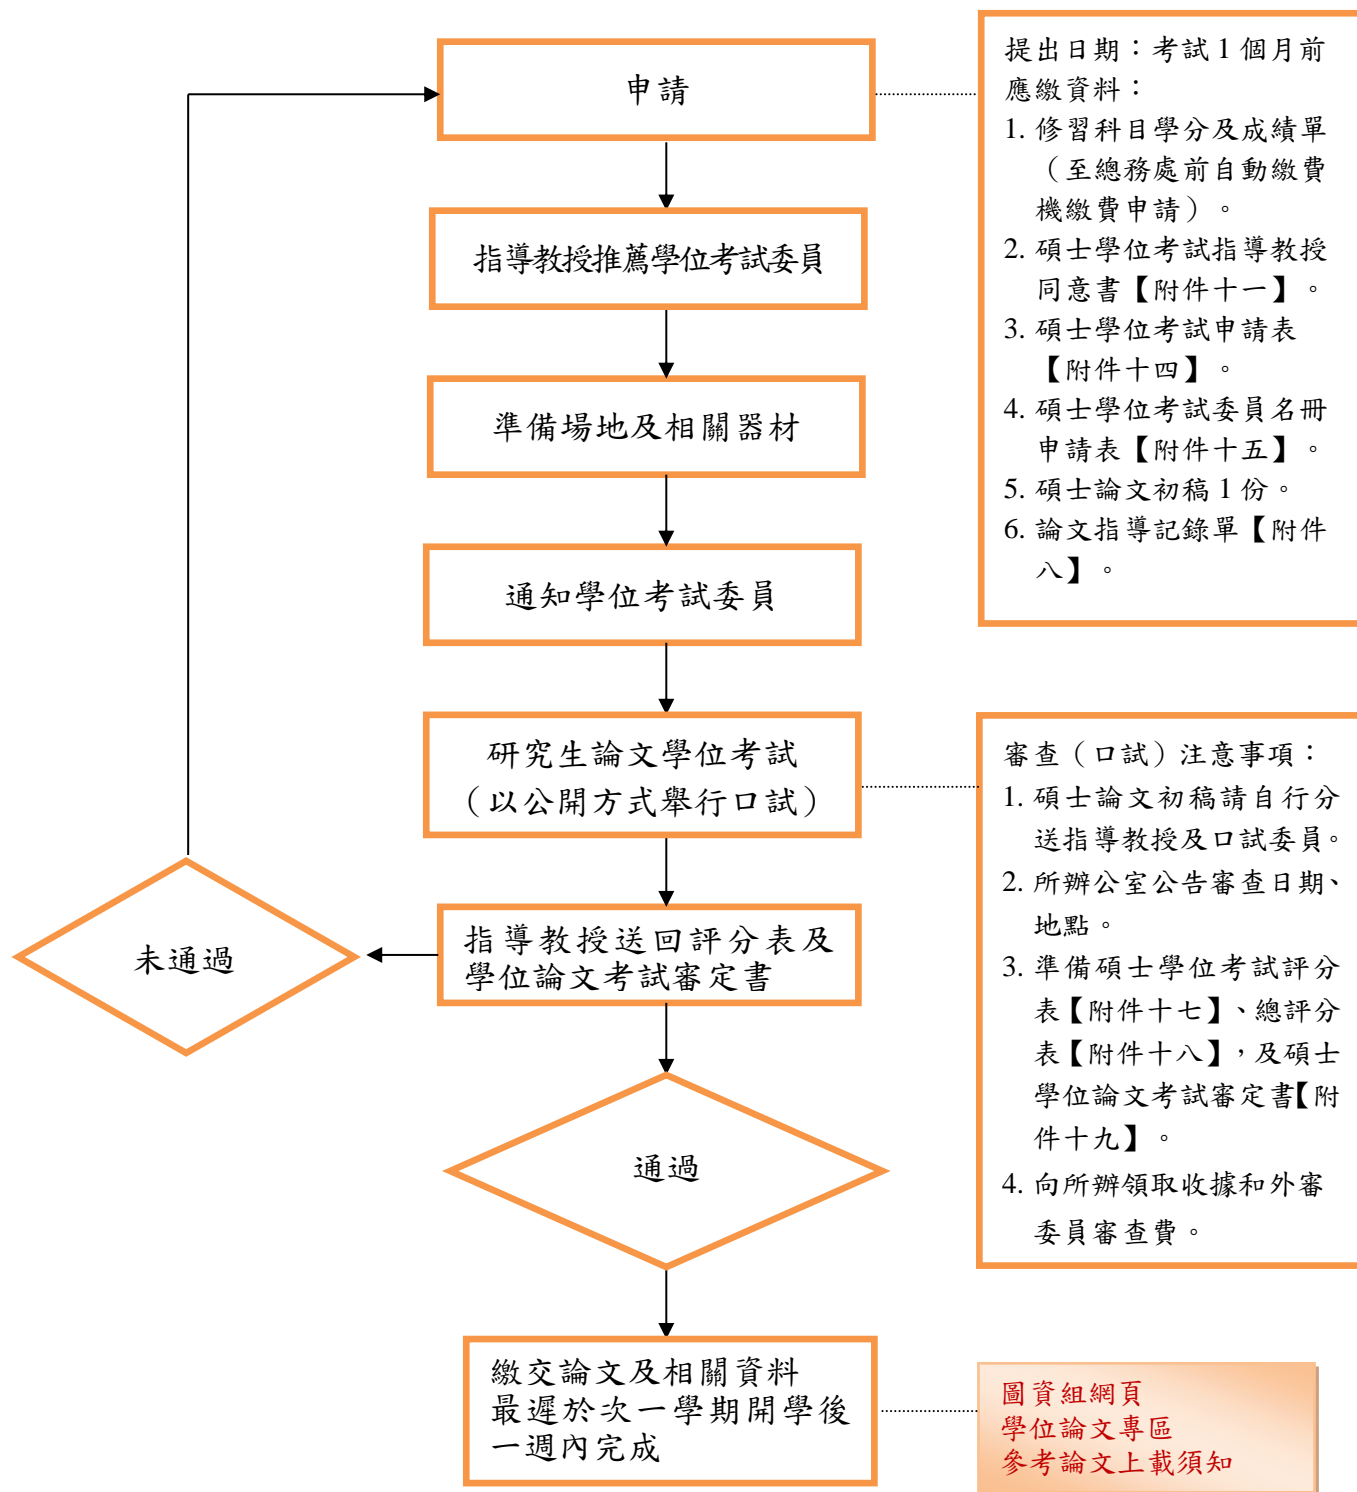 申請
提出日期：考試 1 個月前
應繳資料：
1. 修習科目學分及成績單
（至總務處前自動繳費
機繳費申請）。
2. 碩士學位考試指導教授
同意書【附件十一】。
3. 碩士學位考試申請表
【附件十四】。
4. 碩士學位考試委員名冊
申請表【附件十五】。
5. 碩士論文初稿 1 份。
6. 論文指導記錄單【附件
八】。
指導教授推薦學位考試委員
準備場地及相關器材
通知學位考試委員
研究生論文學位考試
（以公開方式舉行口試）
審查（口試）注意事項：
1. 碩士論文初稿請自行分
送指導教授及口試委員。
2. 所辦公室公告審查日期、
地點。
3. 準備碩士學位考試評分
表【附件十七】、總評分
表【附件十八】，及碩士
學位論文考試審定書【附
件十九】。
4. 向所辦領取收據和外審
委員審查費。
指導教授送回評分表及
學位論文考試審定書
未通過
通過
繳交論文及相關資料
最遲於次一學期開學後
一週內完成
圖資組網頁
學位論文專區
參考論文上載須知